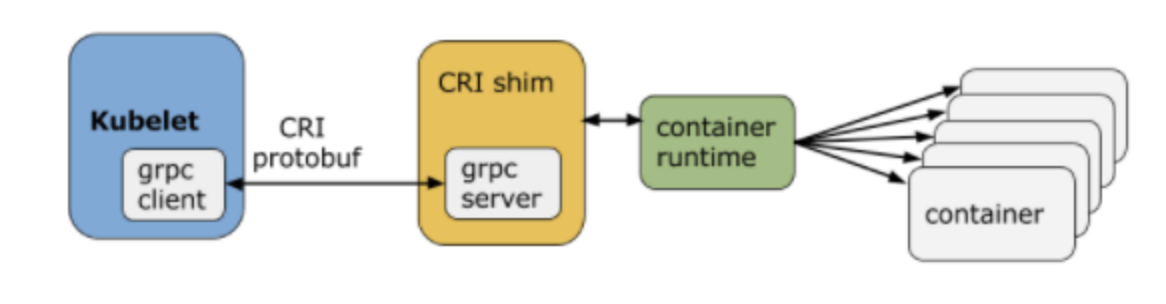 Kubelet
grpc
client
CRI
protobuf
CRI shim
grpc
server
container
runtime
container